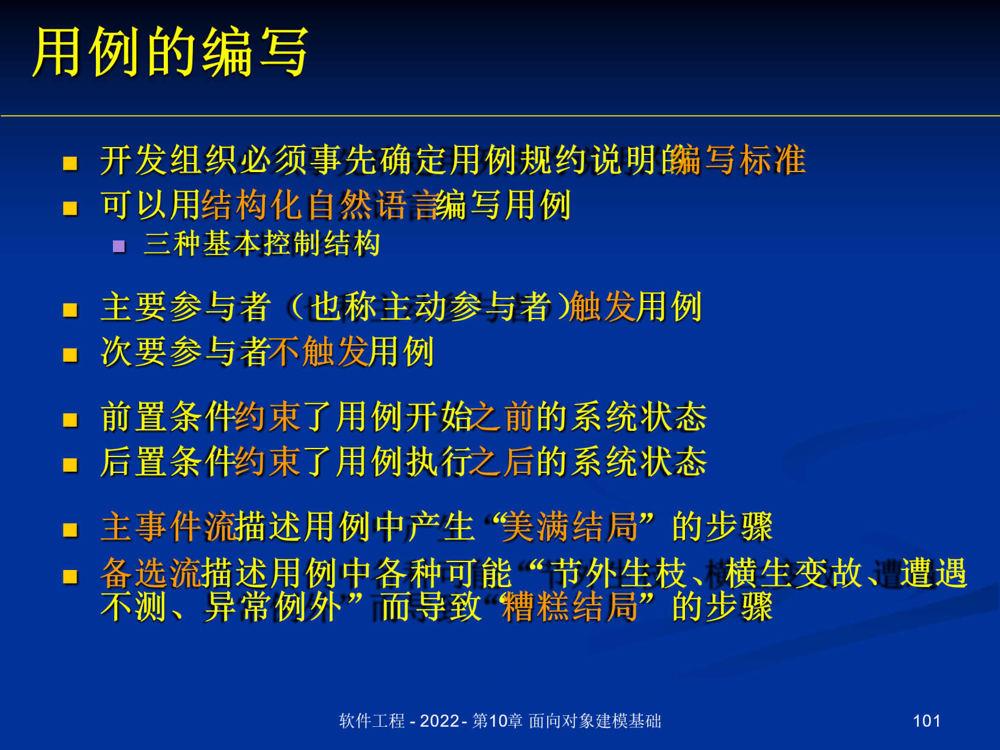 用例的编写
开发组织必须事先确定用例规约说明的编写标准
可以用结构化自然语言编写用例
三种基本控制结构
主要参与者（也称主动参与者）触发用例
次要参与者不触发用例
前置条件约束了用例开始之前的系统状态
后置条件约束了用例执行之后的系统状态
主事件流描述用例中产生“美满结局”的步骤
备选流描述用例中各种可能“节外生枝、横生变故、遭遇
不测、异常例外”而导致“糟糕结局”的步骤
软件工程 - 2022 - 第10章 面向对象建模基础
101